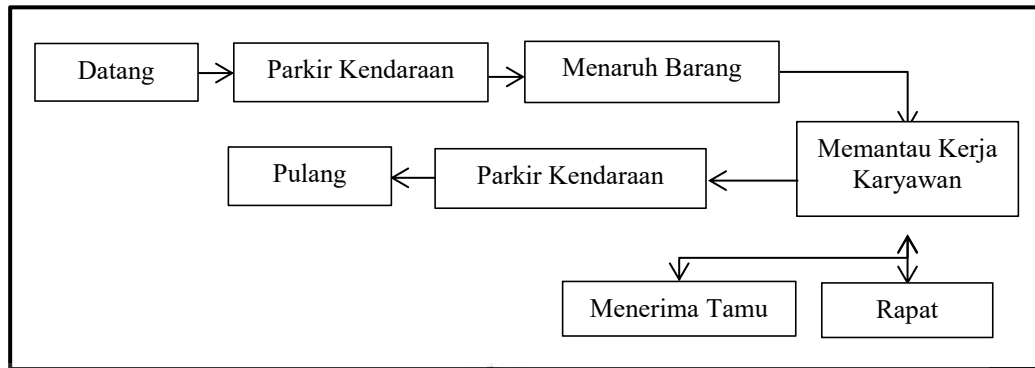 Datang
Parkir Kendaraan
Menaruh Barang
Memantau Kerja
Karyawan
Parkir Kendaraan
Pulang
Menerima Tamu
Rapat